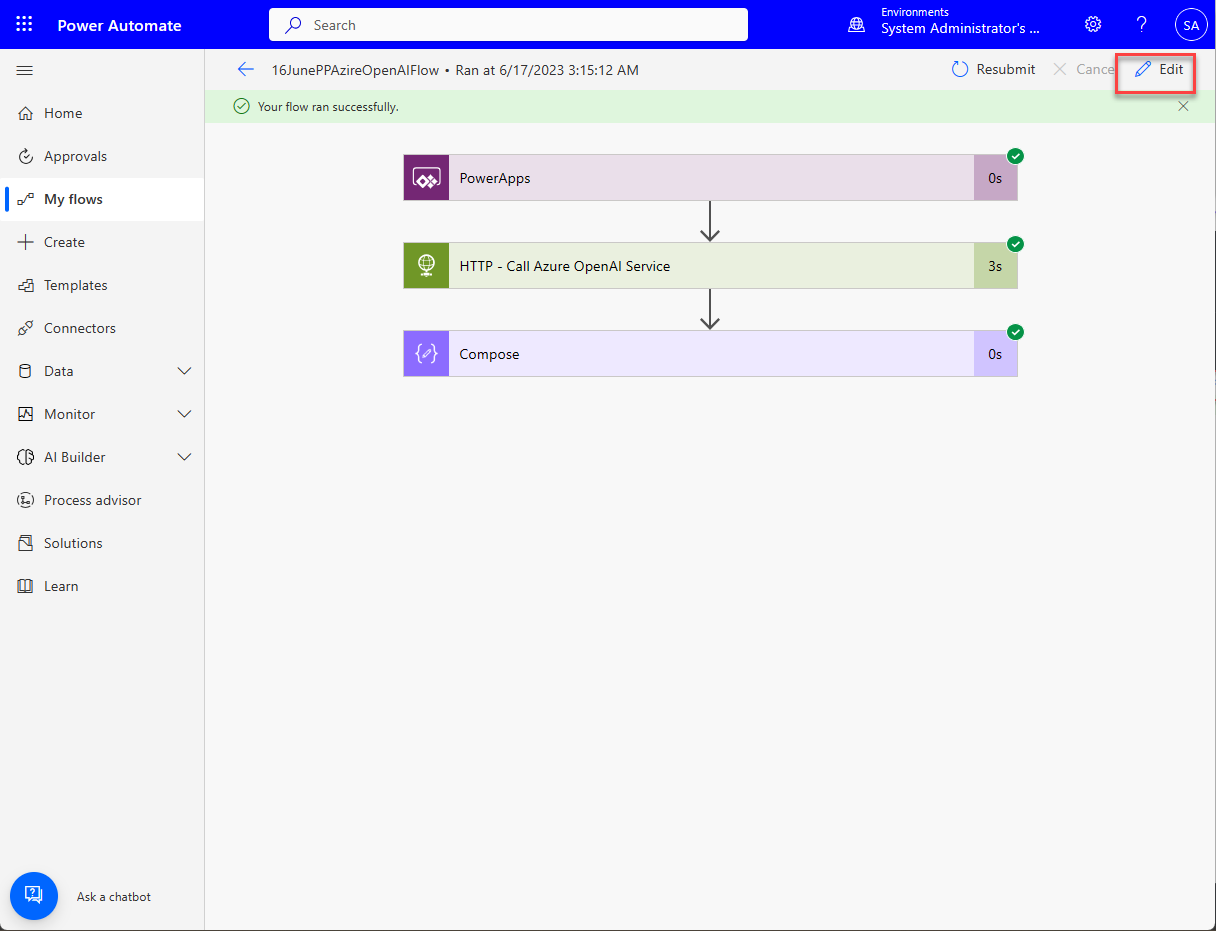 Power Automate
Search
Environments
System Administrator's ...
?
SA
16JunePPAzireOpenAIFlow • Ran at 6/17/2023 3:15:12 AM
Resubmit
Cance
Edit
Your flow ran successfully.
Home
Approvals
My flows
Create
Templates
Connectors
Data
Monitor
AI Builder
Process advisor
Solutions
Learn
PowerApps
0s
HTTP - Call Azure OpenAI Service
3s
Compose
0s
Ask a chatbot